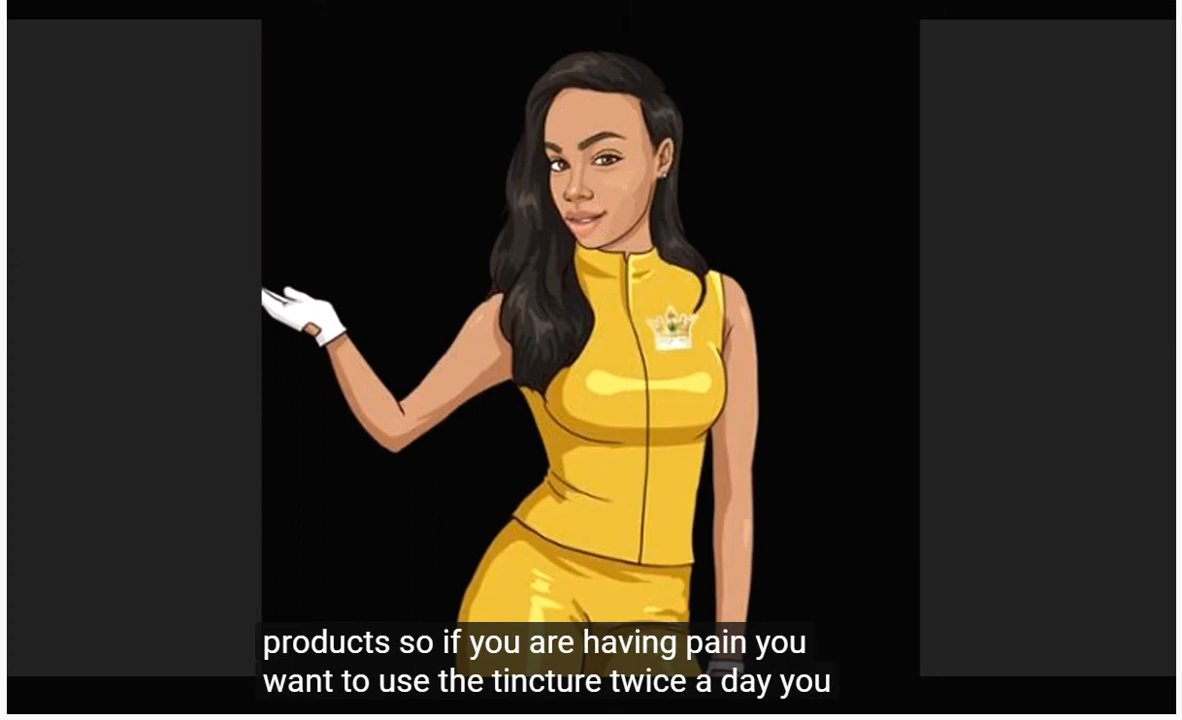 products so if you are having pain you
want to use the tincture twice a day you